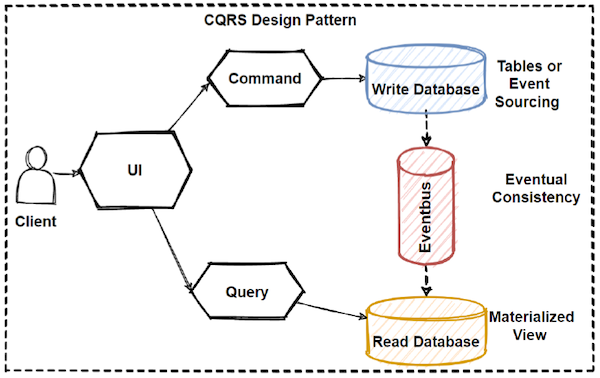 CQRS Design Pattern
Command
Write Database
Tables or
Event
Sourcing
UI
Client
Eventbus
Eventual
Consistency
Query
Read Database
Materialized
View